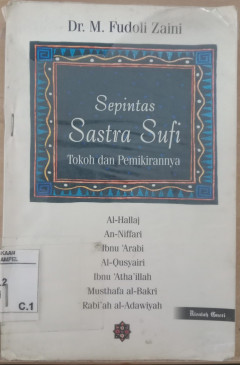 Dr. M. Fudoli Zaini
Sepintas
Sastra Sufi
Tokoh dan Pemikirannya
Al-Hallaj
An-Niffari
Ibnu 'Arabi
Al-Qusyairi
Ibnu 'Atha'illah
Musthafa al-Bakri
Rabi'ah al-Adawiyah
C.1